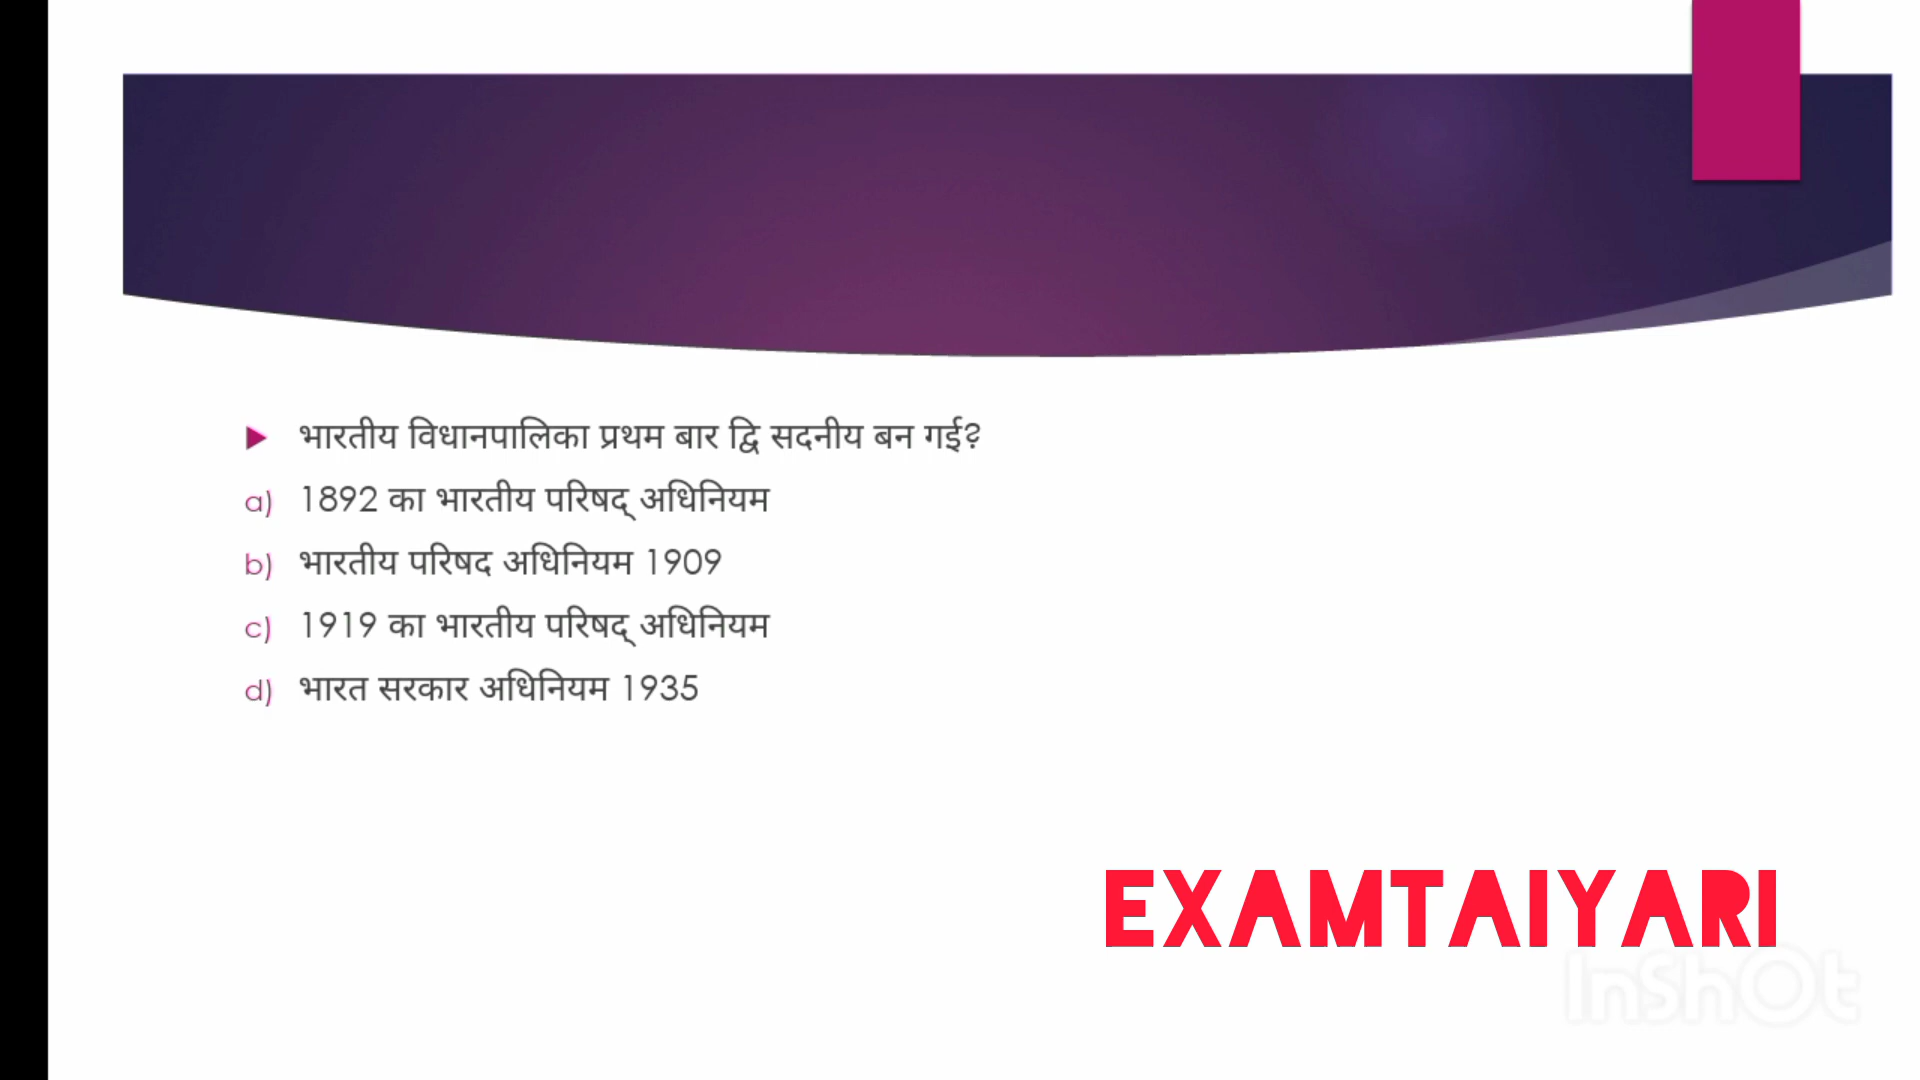 भारतीय विधानपालिका प्रथम बार द्वि सदनीय बन गई?
a) 1892 का भारतीय परिषद् अधिनियम
b) भारतीय परिषद अधिनियम 1909
c) 1919 का भारतीय परिषद् अधिनियम
d) भारत सरकार अधिनियम 1935
EXAMTAIYARI
InShOt